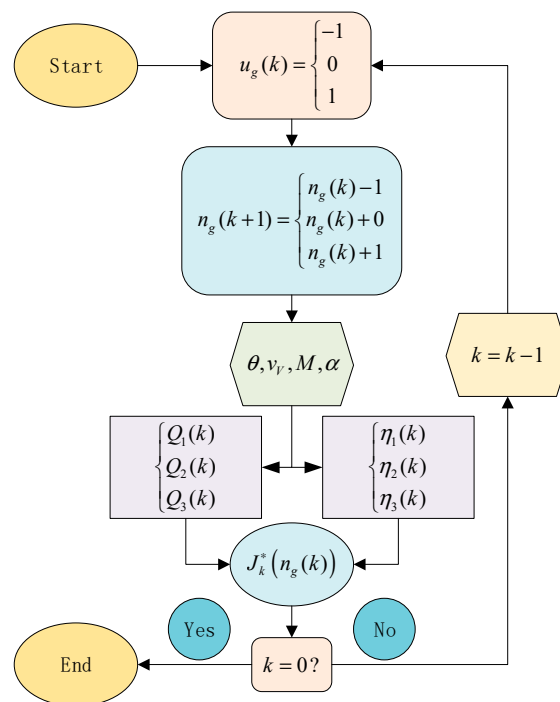 Start
u_g(k) = { -1
0
1
n_g(k+1) = { n_g(k)-1
n_g(k)+0
n_g(k)+1
θ, v_V, M, α
k = k-1
{ Q_1(k)
Q_2(k)
Q_3(k)
{ η_1(k)
η_2(k)
η_3(k)
J_k^*(n_g(k))
Yes
No
End
k = 0?